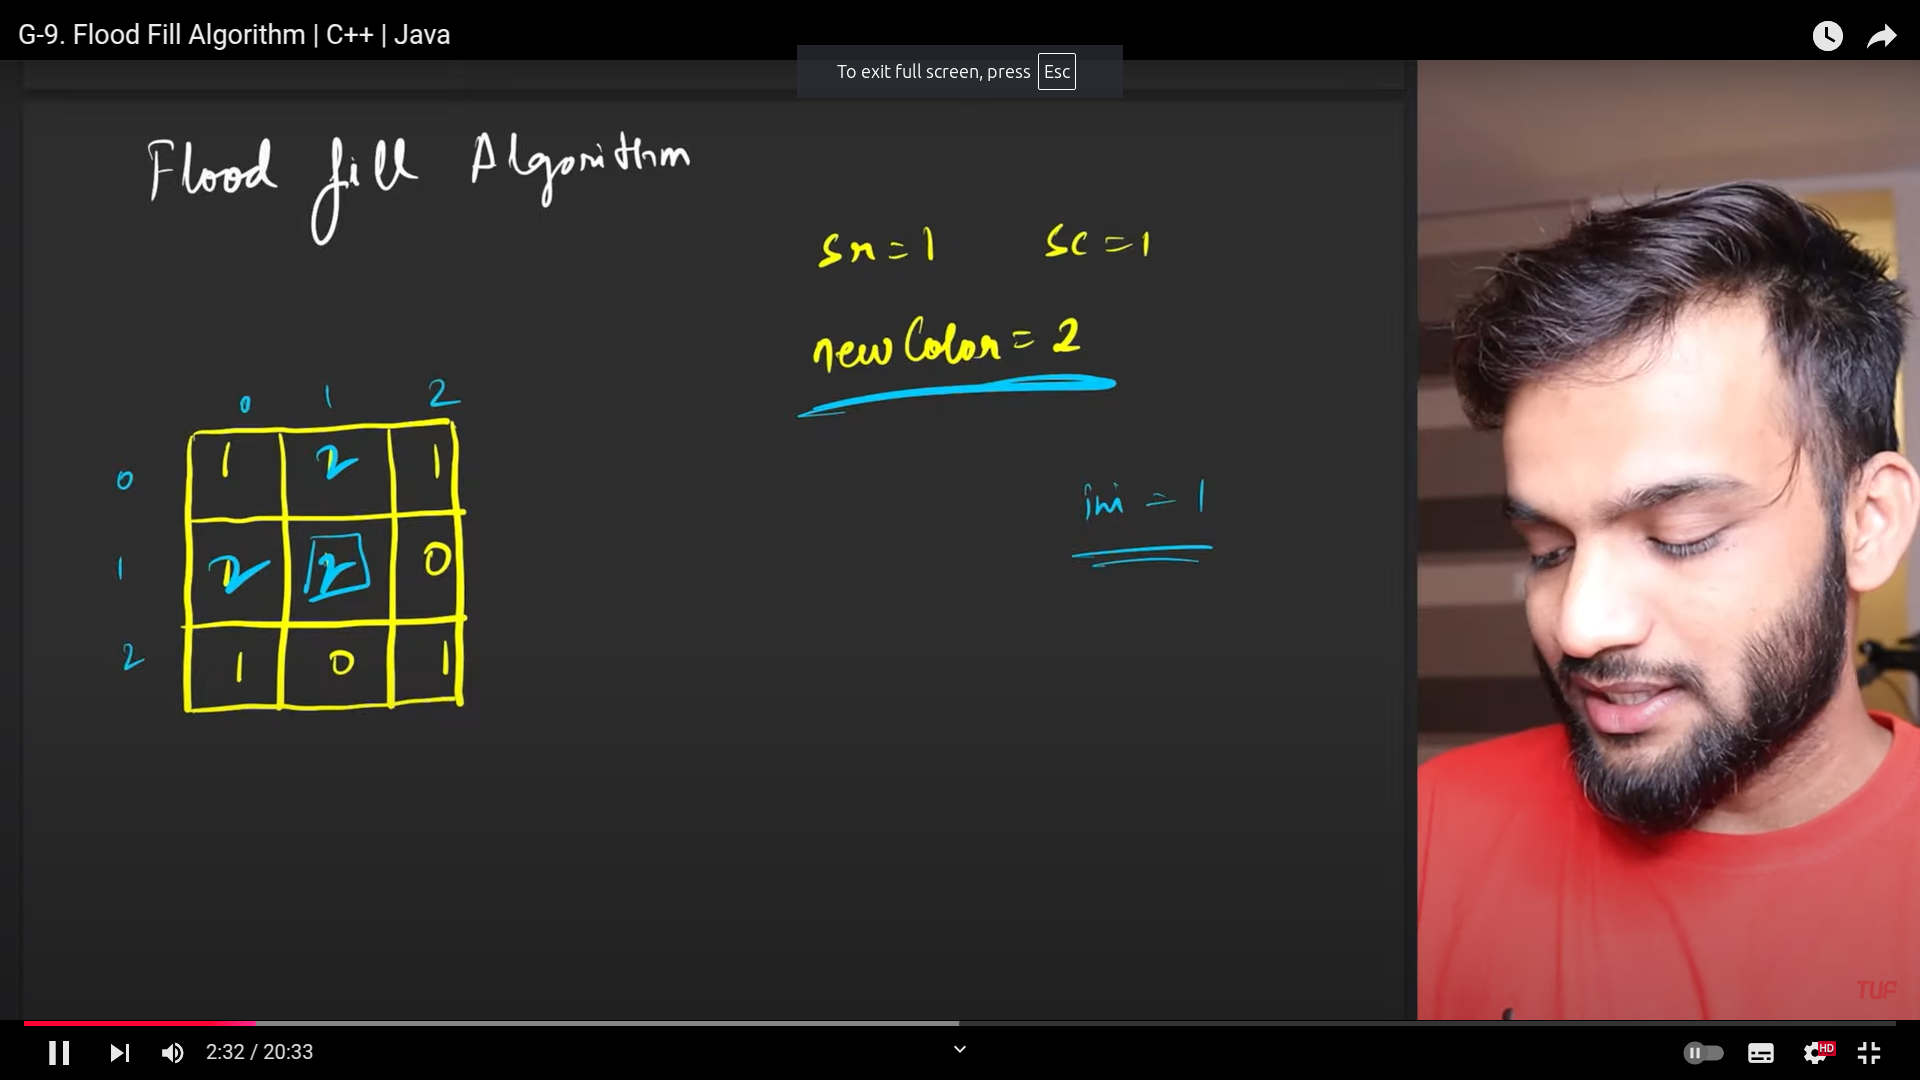 G-9. Flood Fill Algorithm | C++ | Java
To exit full screen, press Esc
Flood fill Algorithm
sr = 1 sc = 1
newColor = 2
ini = 1
0 1 2
0 1 2 1
1 2 2 0
2 1 0 1
TUF
2:32 / 20:33
HD